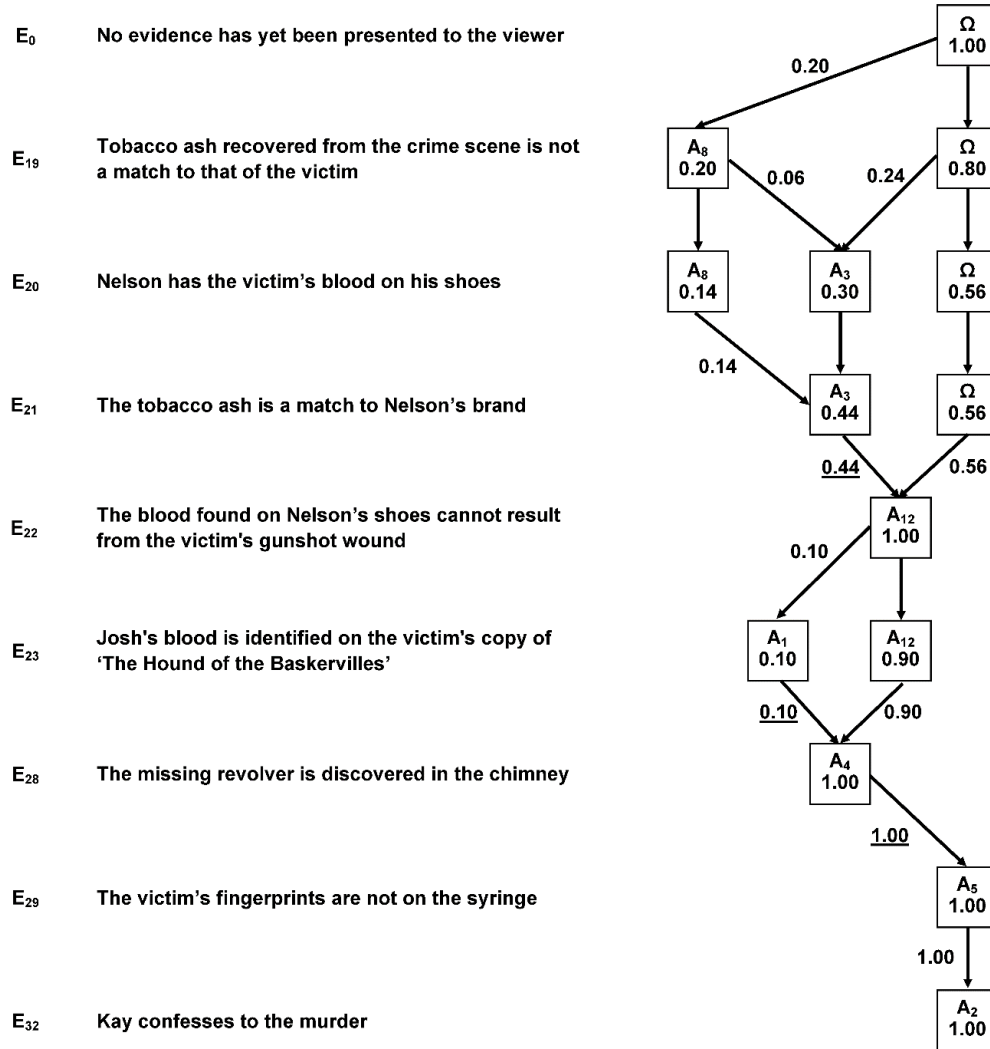 E0 No evidence has yet been presented to the viewer
Ω
1.00
0.20
E19 Tobacco ash recovered from the crime scene is not
a match to that of the victim
A8
0.20
0.06
0.24
Ω
0.80
E20 Nelson has the victim’s blood on his shoes
A8
0.14
A3
0.30
Ω
0.56
0.14
E21 The tobacco ash is a match to Nelson’s brand
A3
0.44
Ω
0.56
0.44
0.56
E22 The blood found on Nelson’s shoes cannot result
from the victim's gunshot wound
A12
1.00
0.10
E23 Josh's blood is identified on the victim's copy of
‘The Hound of the Baskervilles’
A1
0.10
A12
0.90
0.10
0.90
E28 The missing revolver is discovered in the chimney
A4
1.00
1.00
E29 The victim’s fingerprints are not on the syringe
A5
1.00
1.00
E32 Kay confesses to the murder
A2
1.00